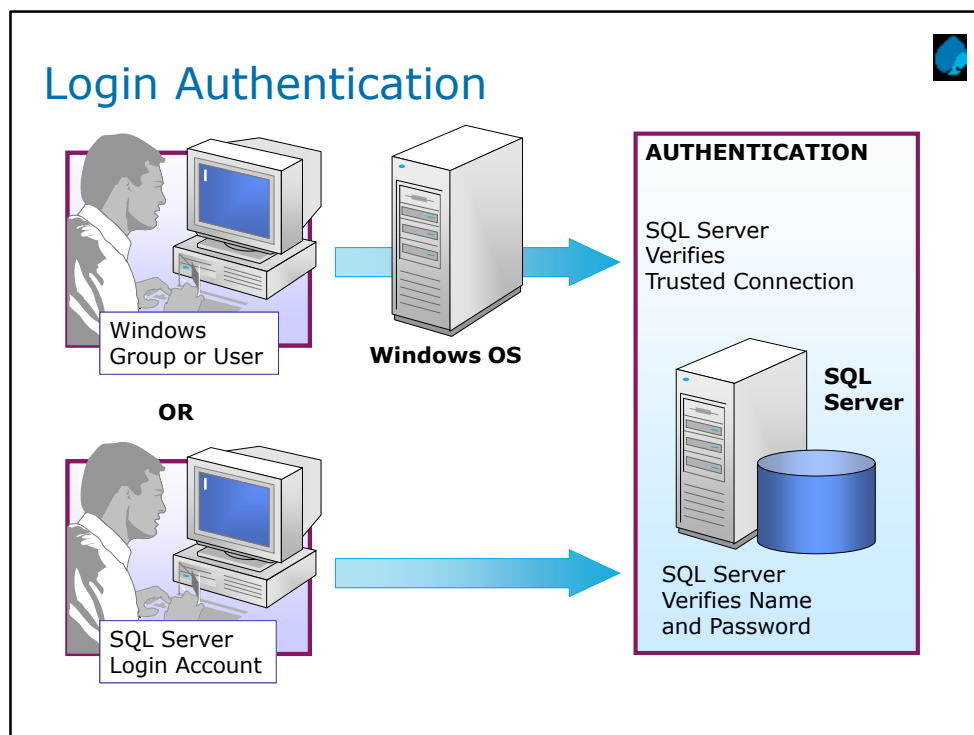 Login Authentication
AUTHENTICATION
SQL Server
Verifies
Trusted Connection
Windows
Group or User
Windows OS
OR
SQL
Server
SQL Server
Login Account
SQL Server
Verifies Name
and Password